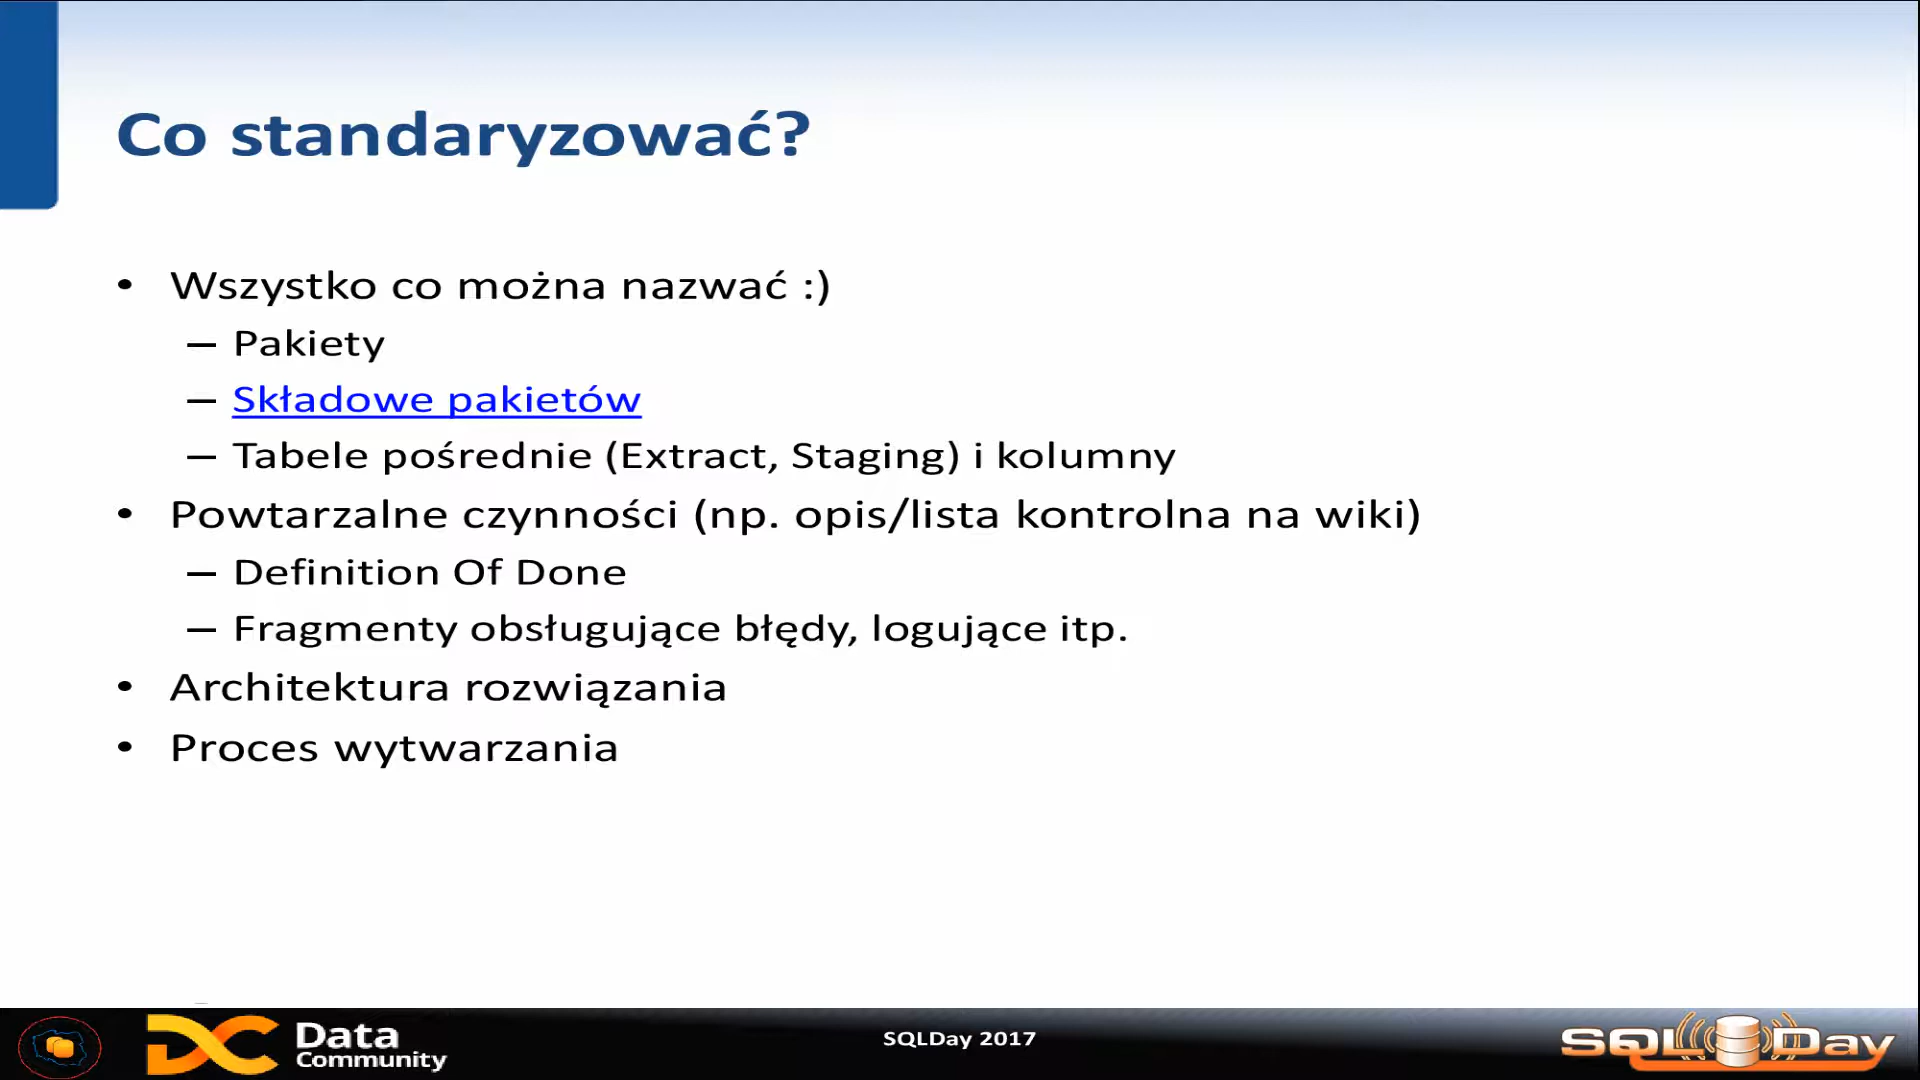 Co standaryzować?
• Wszystko co można nazwać :)
– Pakiety
– Składowe pakietów
– Tabele pośrednie (Extract, Staging) i kolumny
• Powtarzalne czynności (np. opis/lista kontrolna na wiki)
– Definition Of Done
– Fragmenty obsługujące błędy, logujące itp.
• Architektura rozwiązania
• Proces wytwarzania
DC Data
Community
SQLDay 2017
SQL Day